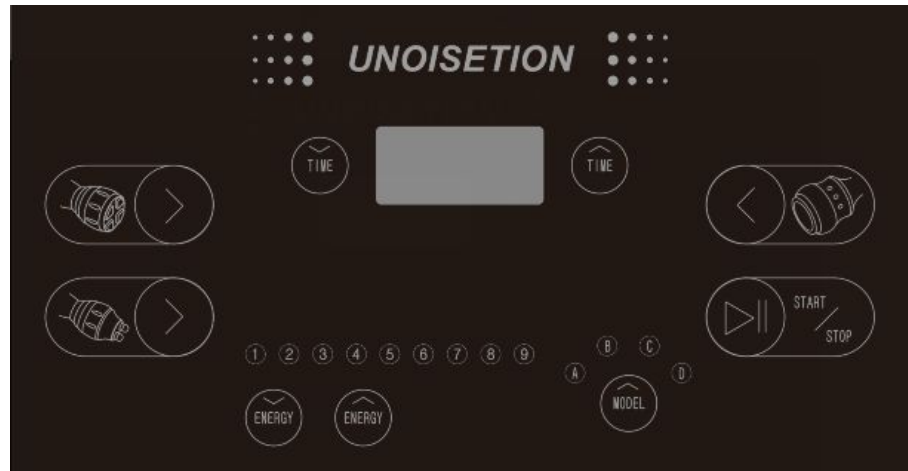 UNOISETION
TIME
TIME
START
STOP
1 2 3 4 5 6 7 8 9
A B C D
ENERGY
ENERGY
MODEL